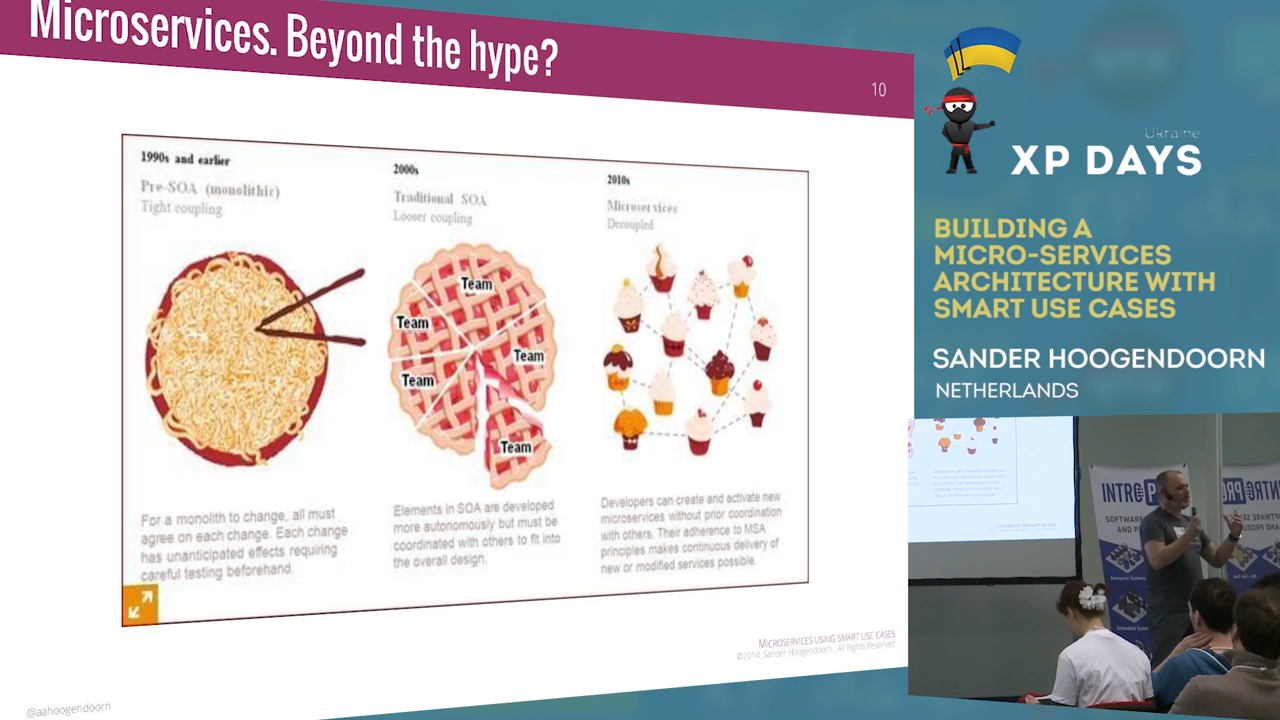 Microservices. Beyond the hype?
10
1990s and earlier
Pre-SOA (monolithic)
Tight coupling
2000s
Traditional SOA
Looser coupling
2010s
Microservices
Decoupled
Team
Team
Team
Team
Team
For a monolith to change, all must
agree on each change. Each change
has unanticipated effects requiring
careful testing beforehand.
Elements in SOA are developed
more autonomously but must be
coordinated with others to fit into
the overall design.
Developers can create and activate new
microservices without prior coordination
with others. Their adherence to MSA
principles makes continuous delivery of
new or modified services possible.
MICROSERVICES USING SMART USE CASES
©2014 Sander Hoogendoorn. All Rights Reserved
@aahoogendoorn
Ukraine
XP DAYS
BUILDING A
MICRO-SERVICES
ARCHITECTURE WITH
SMART USE CASES
SANDER HOOGENDOORN
NETHERLANDS